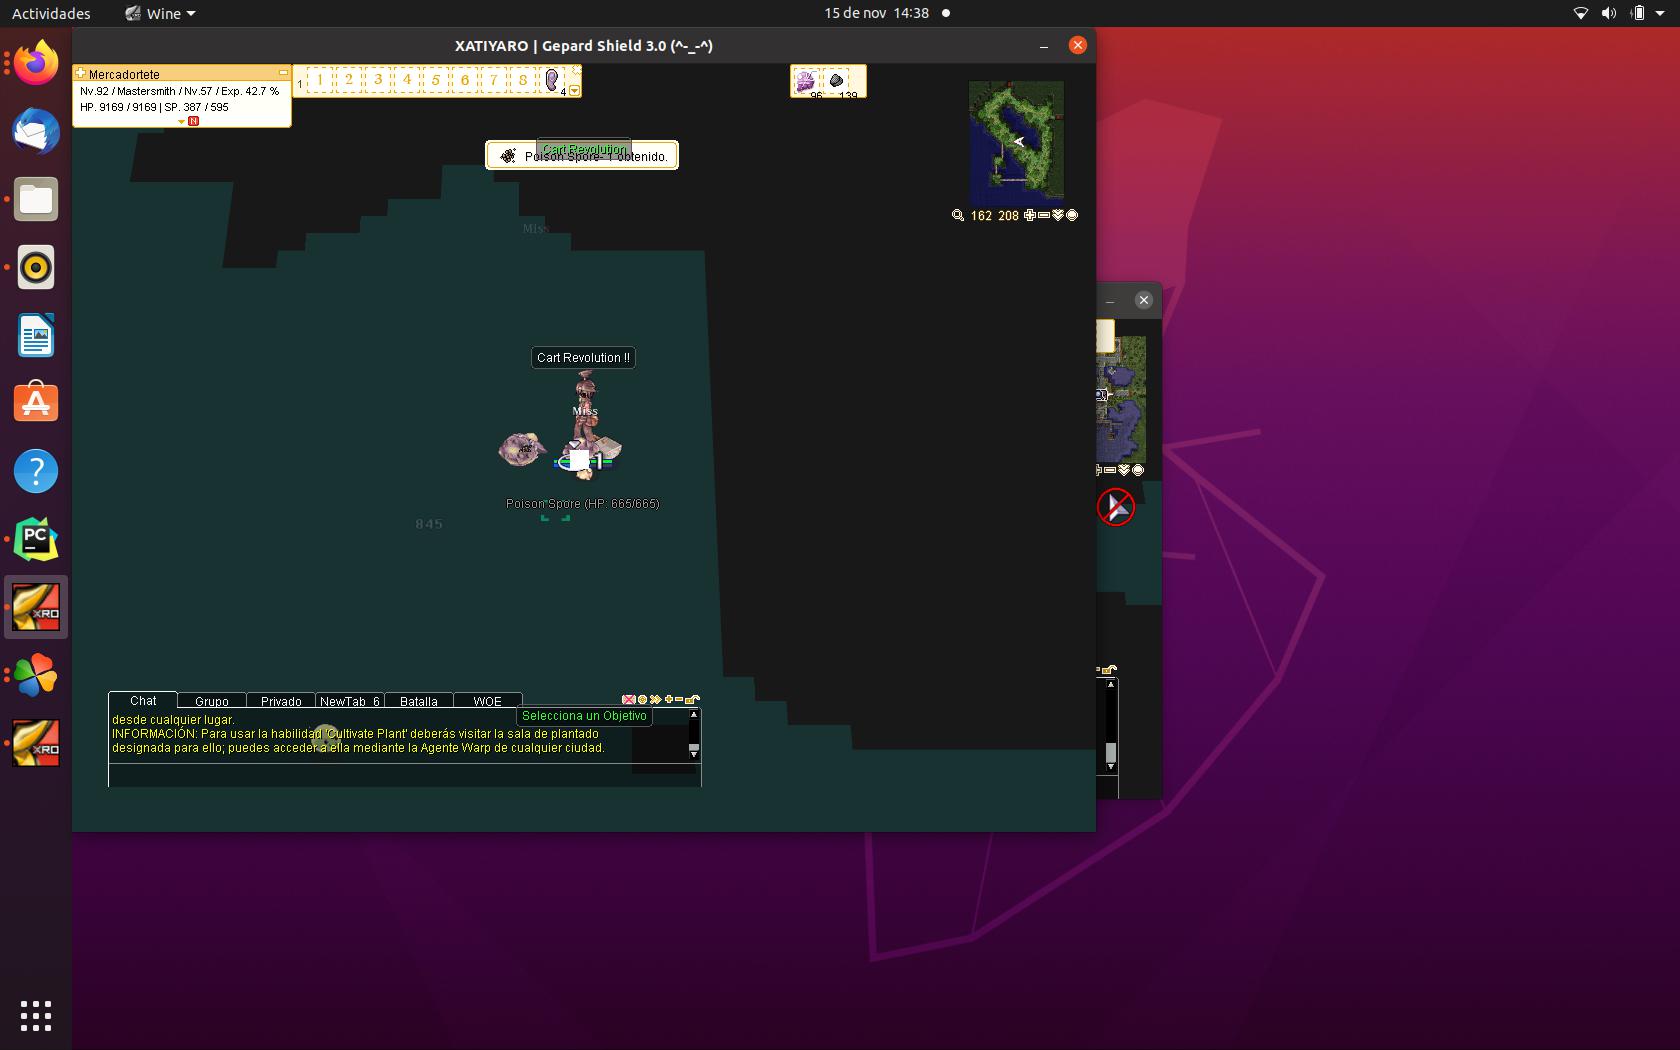 Actividades
Wine
15 de nov 14:38
XATIYARO | Gepard Shield 3.0 (^-_-^)
Mercadortete
Nv.92 / Mastersmith / Nv.57 / Exp. 42.7 %
HP. 9169 / 9169 | SP. 387 / 595
N
1 1 2 3 4 5 6 7 8 4
96 139
Cart Revolution
Poison Spore- 1 obtenido.
162 208
Miss
Cart Revolution !!
Miss
1
Poison Spore (HP: 665/665)
845
Chat Grupo Privado NewTab 6 Batalla WOE
Selecciona un Objetivo
desde cualquier lugar.
INFORMACIÓN: Para usar la habilidad 'Cultivate Plant' deberás visitar la sala de plantado
designada para ello; puedes acceder a ella mediante la Agente Warp de cualquier ciudad.
PC
XRO